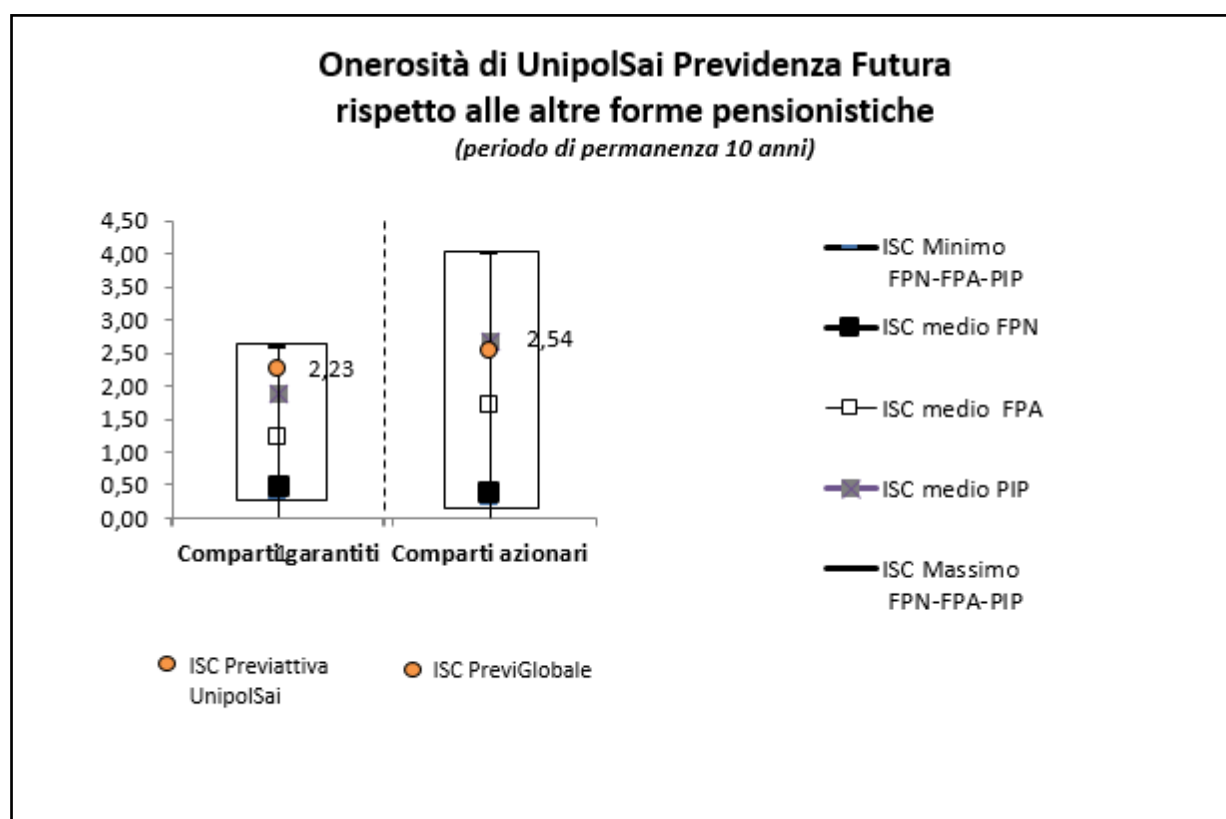 Onerosità di UnipolSai Previdenza Futura
rispetto alle altre forme pensionistiche
(periodo di permanenza 10 anni)
4,50
4,00
3,50
3,00
2,50
2,00
1,50
1,00
0,50
0,00
2,23
2,54
Comparti garantiti
1
Comparti azionari
ISC Minimo
FPN-FPA-PIP
ISC medio FPN
ISC medio FPA
ISC medio PIP
ISC Massimo
FPN-FPA-PIP
ISC Previattiva
UnipolSai
ISC PreviGlobale